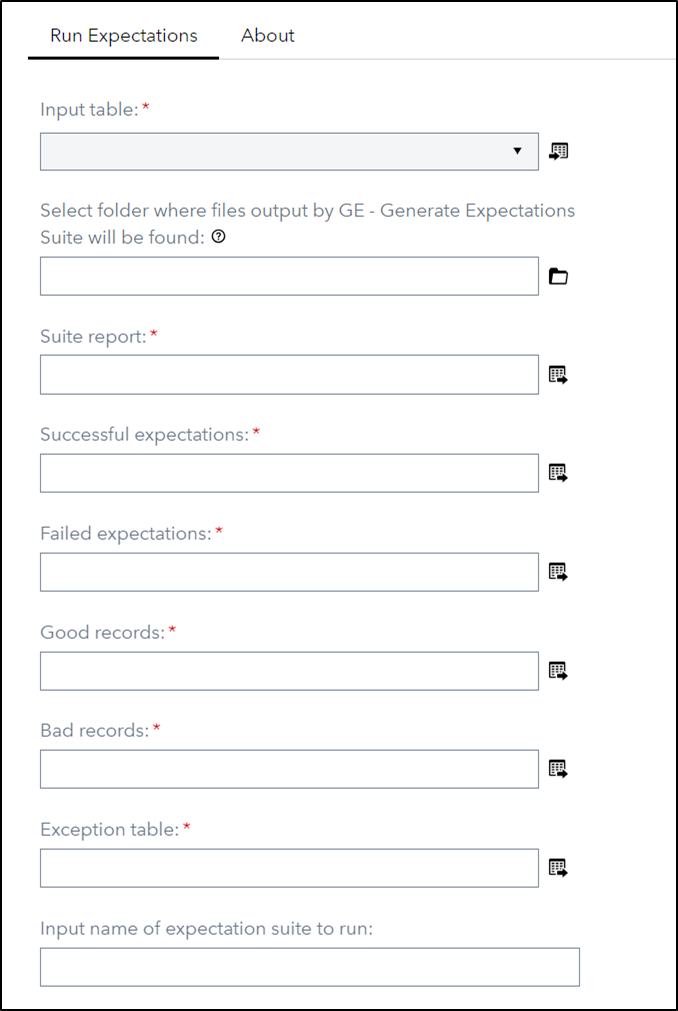 Run Expectations
About
Input table: *
Select folder where files output by GE - Generate Expectations
Suite will be found:
Suite report: *
Successful expectations: *
Failed expectations: *
Good records: *
Bad records: *
Exception table: *
Input name of expectation suite to run: